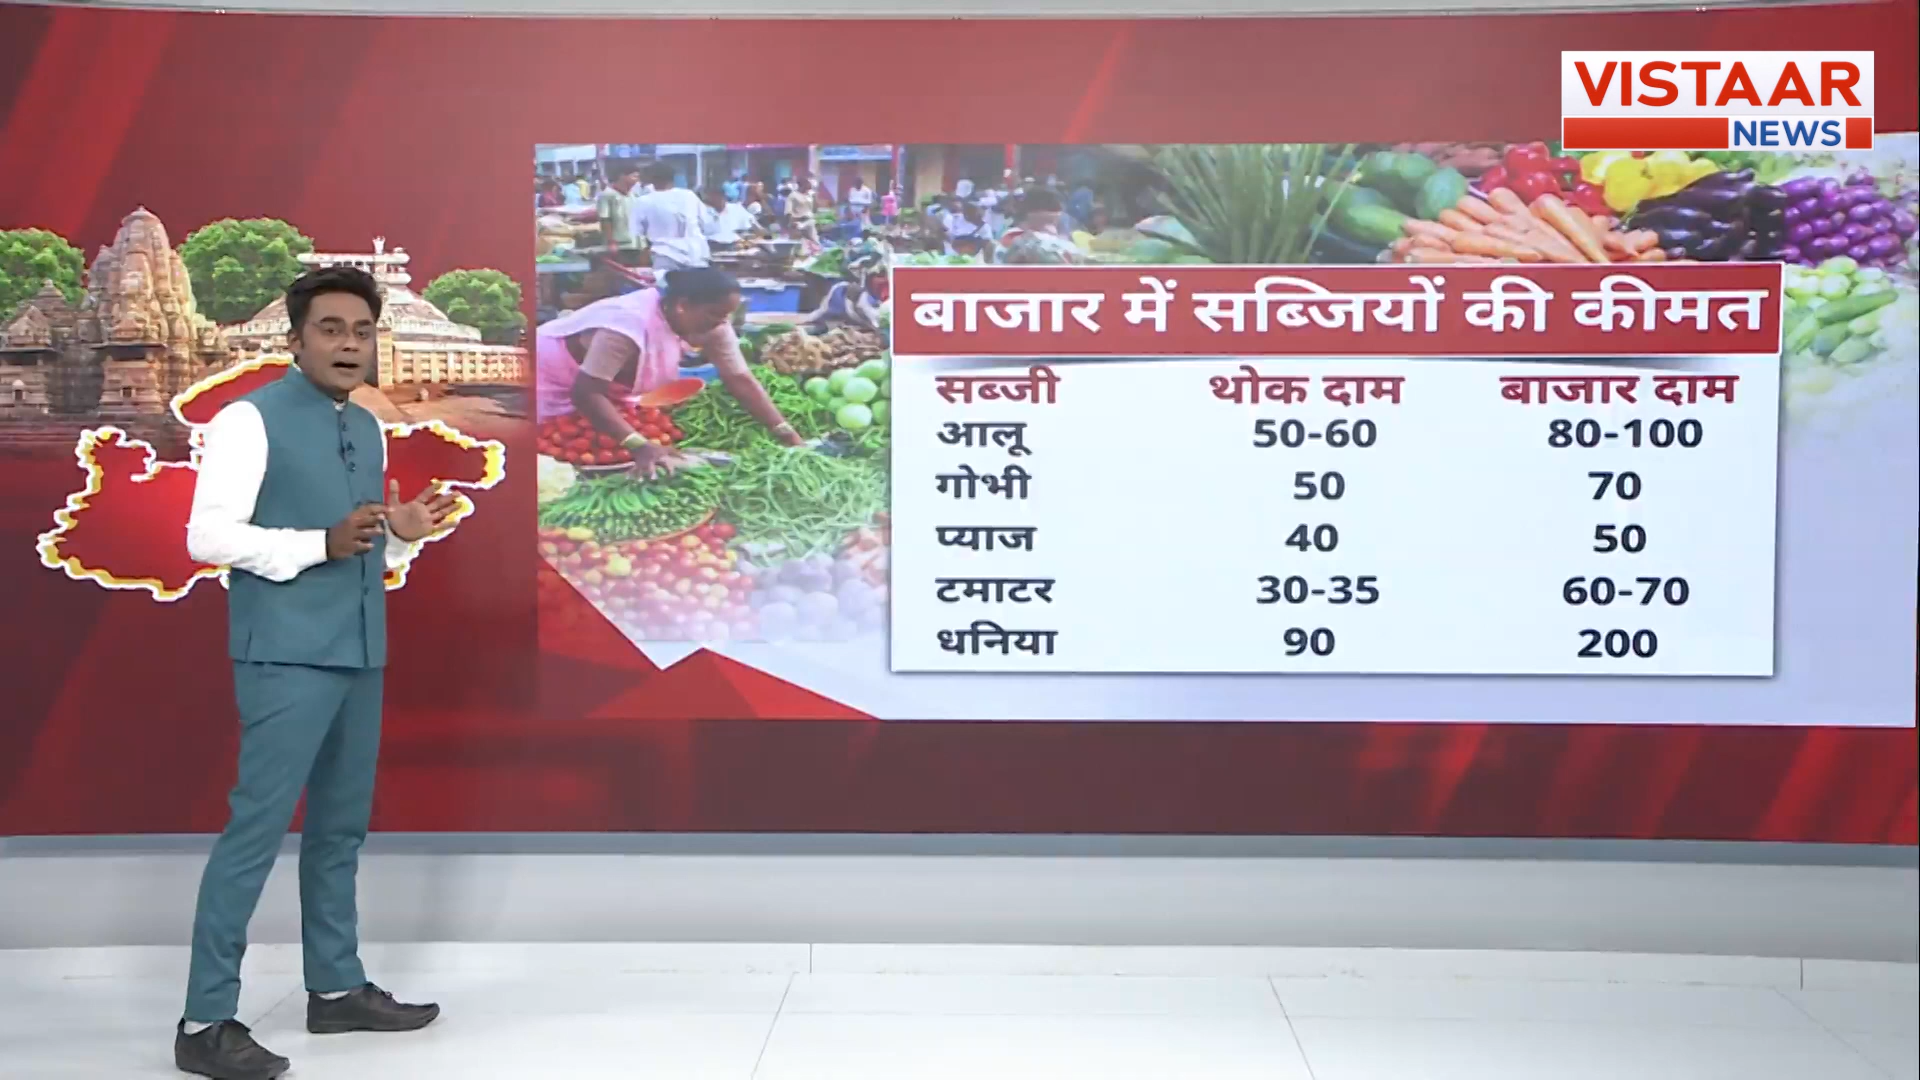 VISTAAR
NEWS
बाजार में सब्जियों की कीमत
सब्जी थोक दाम बाजार दाम
आलू 50-60 80-100
गोभी 50 70
प्याज 40 50
टमाटर 30-35 60-70
धनिया 90 200